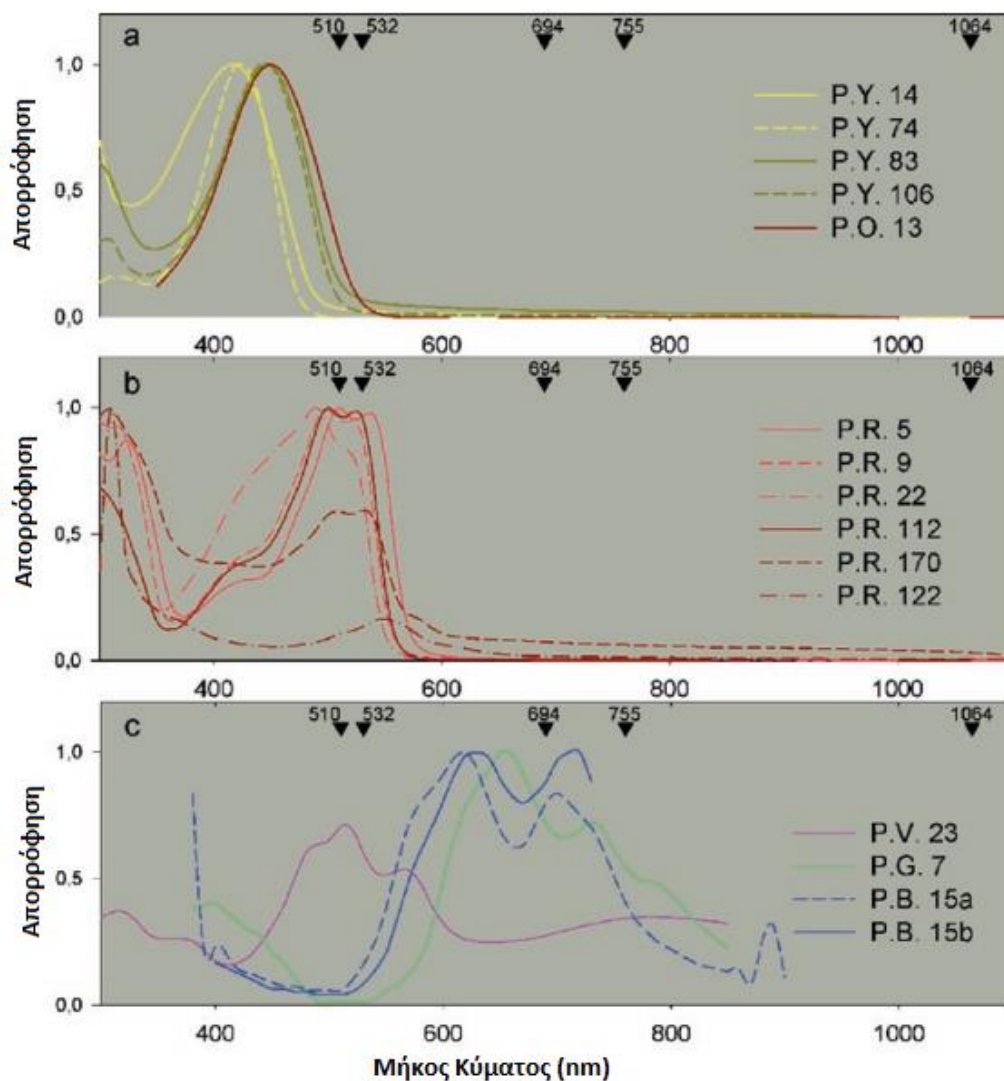 a
510 532 694 755 1064
Απορρόφηση
1,0
0,5
0,0
P.Y. 14
P.Y. 74
P.Y. 83
P.Y. 106
P.O. 13
400 600 800 1000
b
510 532 694 755 1064
Απορρόφηση
1,0
0,5
0,0
P.R. 5
P.R. 9
P.R. 22
P.R. 112
P.R. 170
P.R. 122
400 600 800 1000
c
510 532 694 755 1064
Απορρόφηση
1,0
0,5
0,0
P.V. 23
P.G. 7
P.B. 15a
P.B. 15b
400 600 800 1000
Μήκος Κύματος (nm)